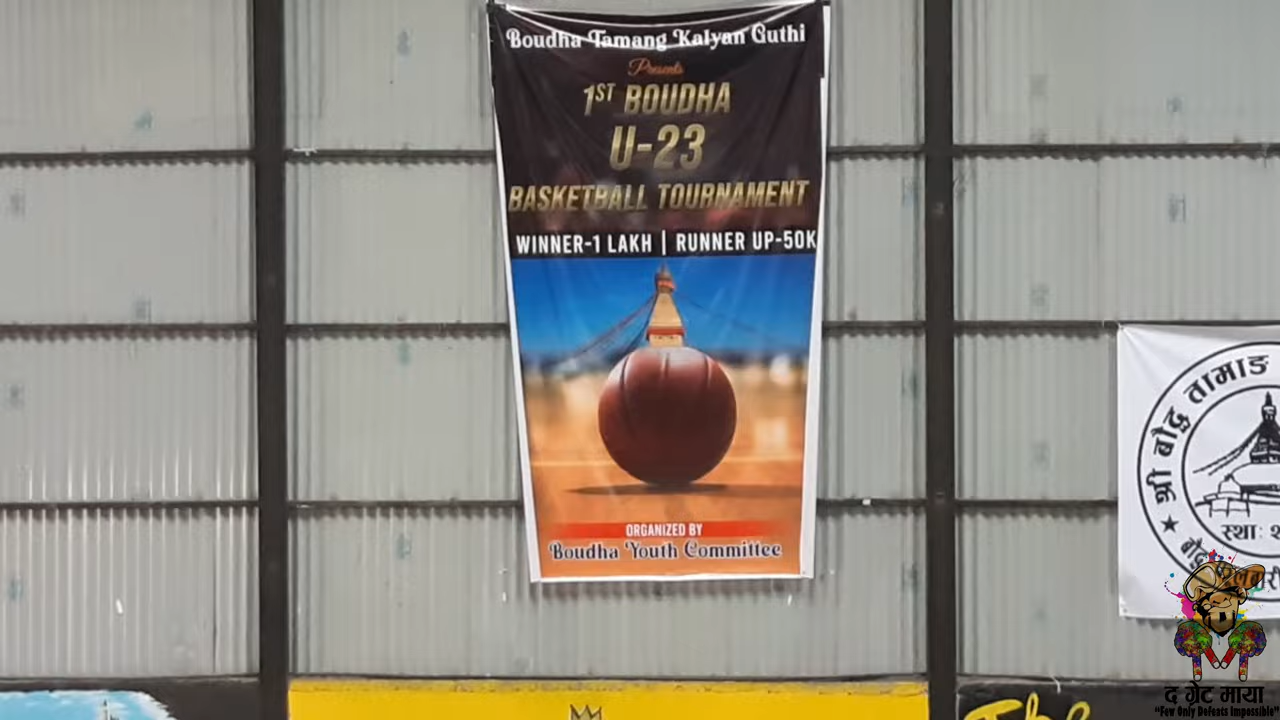 Boudha Tamang Kalyan Guthi
Presents
1ST BOUDHA
U-23
BASKETBALL TOURNAMENT
WINNER-1 LAKH | RUNNER UP-50K
ORGANIZED BY
Boudha Youth Committee
श्री बौद्ध तामाङ
स्था:
द ग्रेट माया
"Few Only Defeats Impossible"